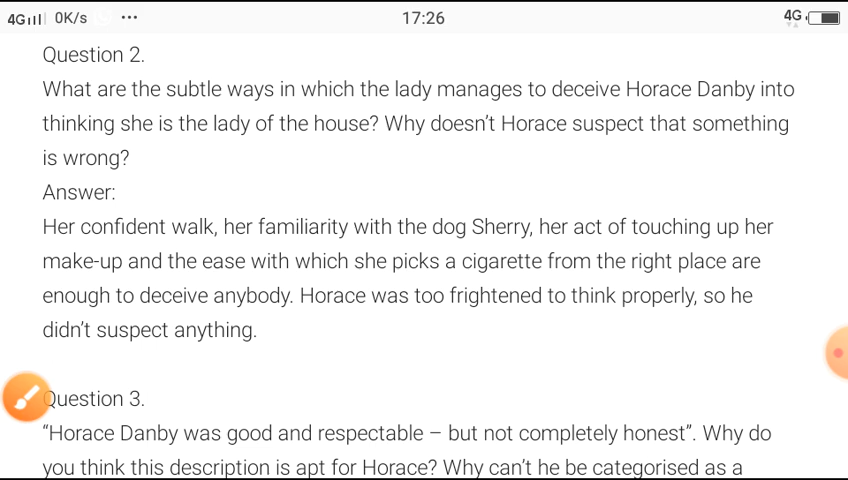 4G 0K/s ... 17:26 4G
Question 2.
What are the subtle ways in which the lady manages to deceive Horace Danby into
thinking she is the lady of the house? Why doesn’t Horace suspect that something
is wrong?
Answer:
Her confident walk, her familiarity with the dog Sherry, her act of touching up her
make-up and the ease with which she picks a cigarette from the right place are
enough to deceive anybody. Horace was too frightened to think properly, so he
didn’t suspect anything.
Question 3.
“Horace Danby was good and respectable – but not completely honest”. Why do
you think this description is apt for Horace? Why can’t he be categorised as a